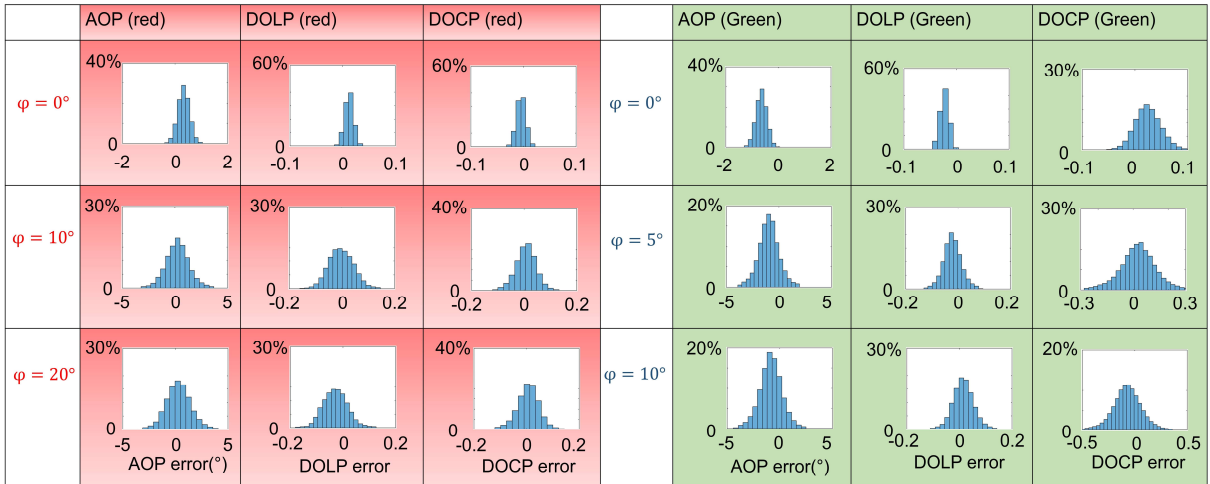 AOP (red) DOLP (red) DOCP (red) AOP (Green) DOLP (Green) DOCP (Green)
40% 60% 60% 40% 60% 30%
φ = 0° φ = 0°
0 0 0 0 0 0
-2 0 2 -0.1 0 0.1 -0.1 0 0.1 -2 0 2 -0.1 0 0.1 -0.1 0 0.1
30% 30% 40% 20% 30% 30%
φ = 10° φ = 5°
0 0 0 0 0 0
-5 0 5 -0.2 0 0.2 -0.2 0 0.2 -5 0 5 -0.2 0 0.2 -0.3 0 0.3
30% 30% 40% 20% 30% 20%
φ = 20° φ = 10°
0 0 0 0 0 0
-5 0 5 -0.2 0 0.2 -0.2 0 0.2 -5 0 5 -0.2 0 0.2 -0.5 0 0.5
AOP error(°) DOLP error DOCP error AOP error(°) DOLP error DOCP error